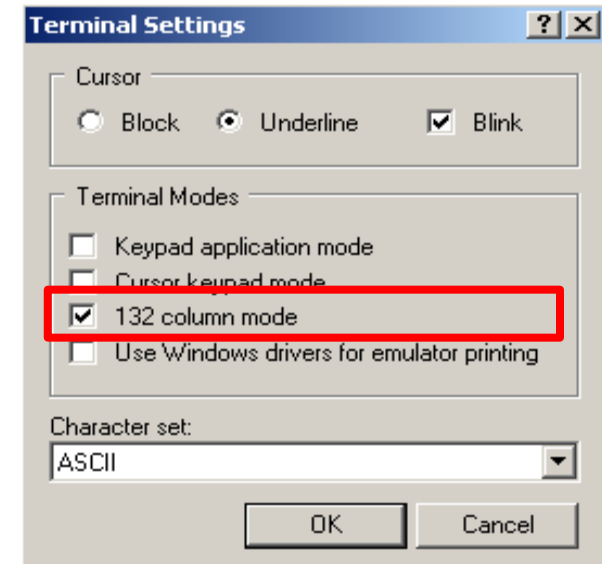 Terminal Settings
Cursor
Block Underline Blink
Terminal Modes
Keypad application mode
Cursor keypad mode
132 column mode
Use Windows drivers for emulator printing
Character set:
ASCII
OK Cancel